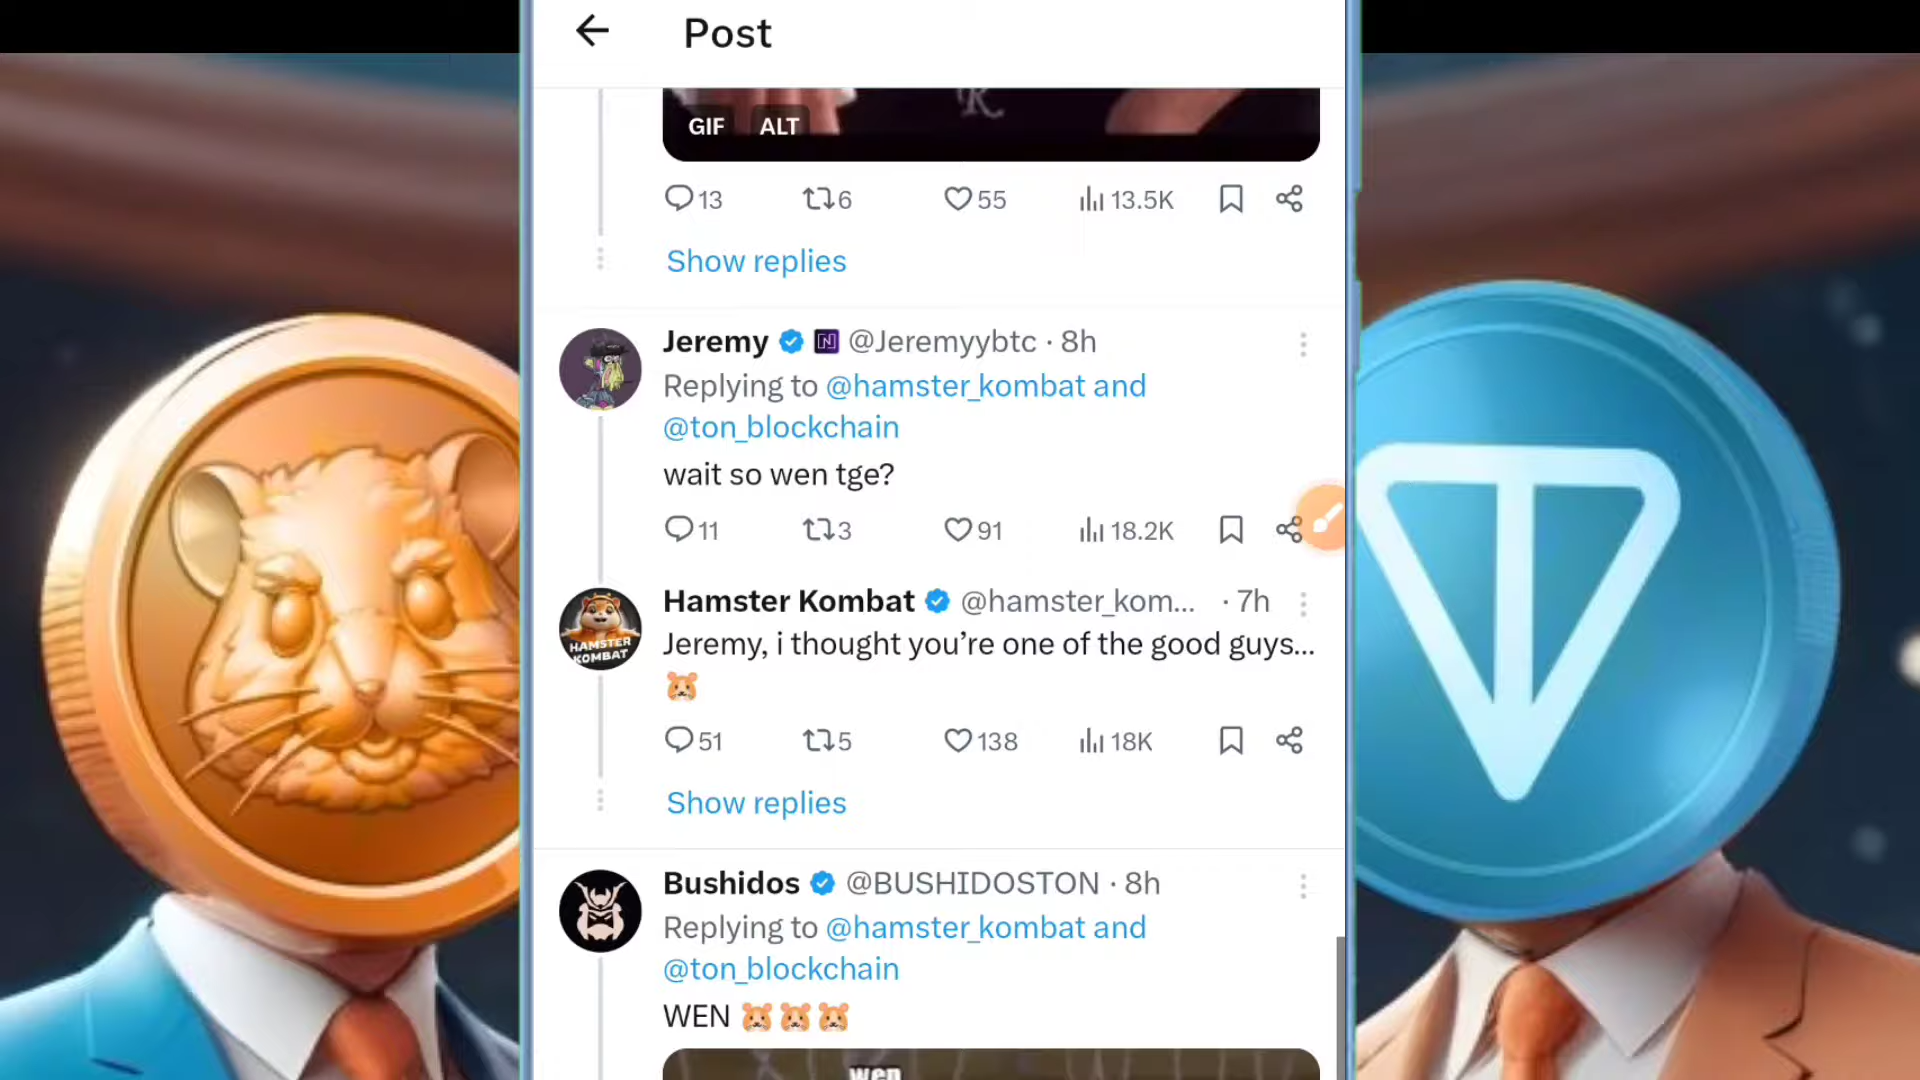 Post
R
GIF ALT
13 6 55 13.5K
Show replies
Jeremy @Jeremyybtc · 8h
Replying to @hamster_kombat and
@ton_blockchain
wait so wen tge?
11 3 91 18.2K
Hamster Kombat @hamster_kom... · 7h
HAMSTER
KOMBAT
Jeremy, i thought you’re one of the good guys...
🐹
51 5 138 18K
Show replies
Bushidos @BUSHIDOSTON · 8h
Replying to @hamster_kombat and
@ton_blockchain
WEN 🐹🐹🐹
wen